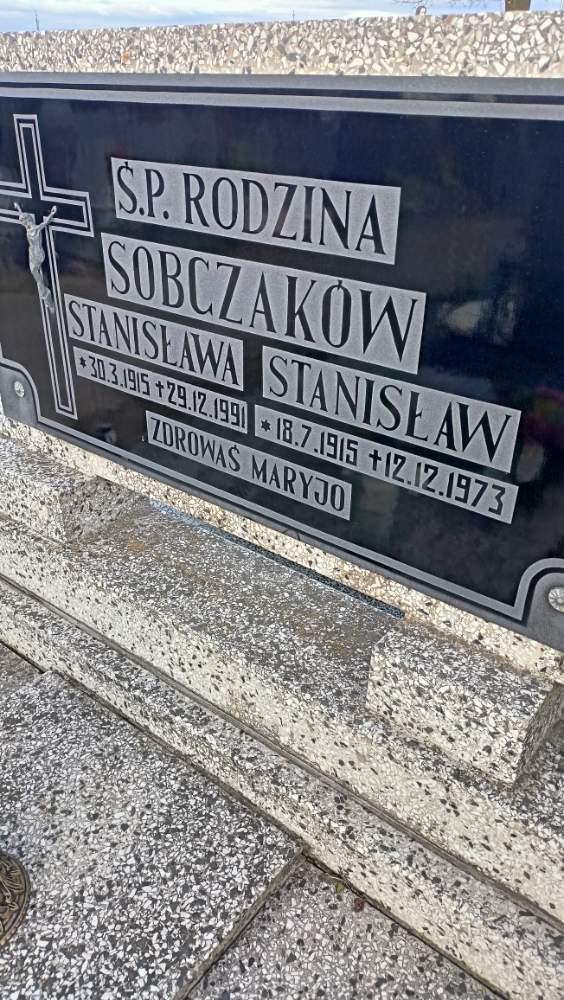 Ś.P. RODZINA
SOBCZAKÓW
STANISŁAWA
*30.3.1915 +29.12.1991
STANISŁAW
*18.7.1915 +12.12.1973
ZDROWAŚ MARYJO